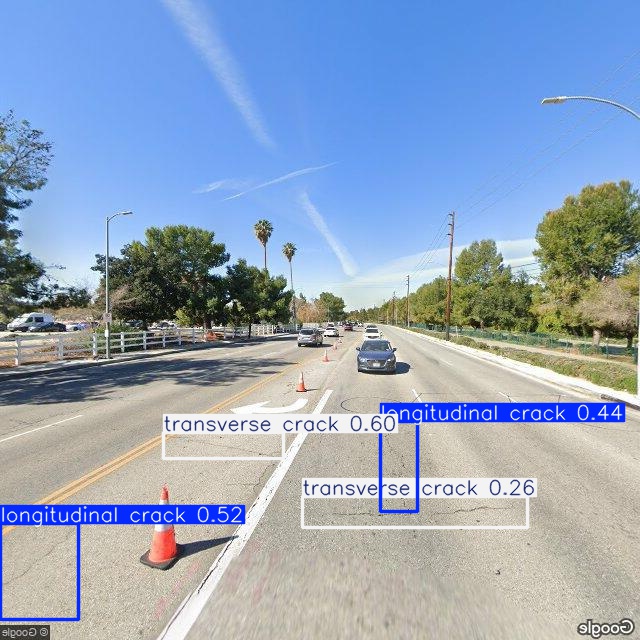 longitudinal crack 0.44
transverse crack 0.60
transverse crack 0.26
longitudinal crack 0.52
© Google
Google